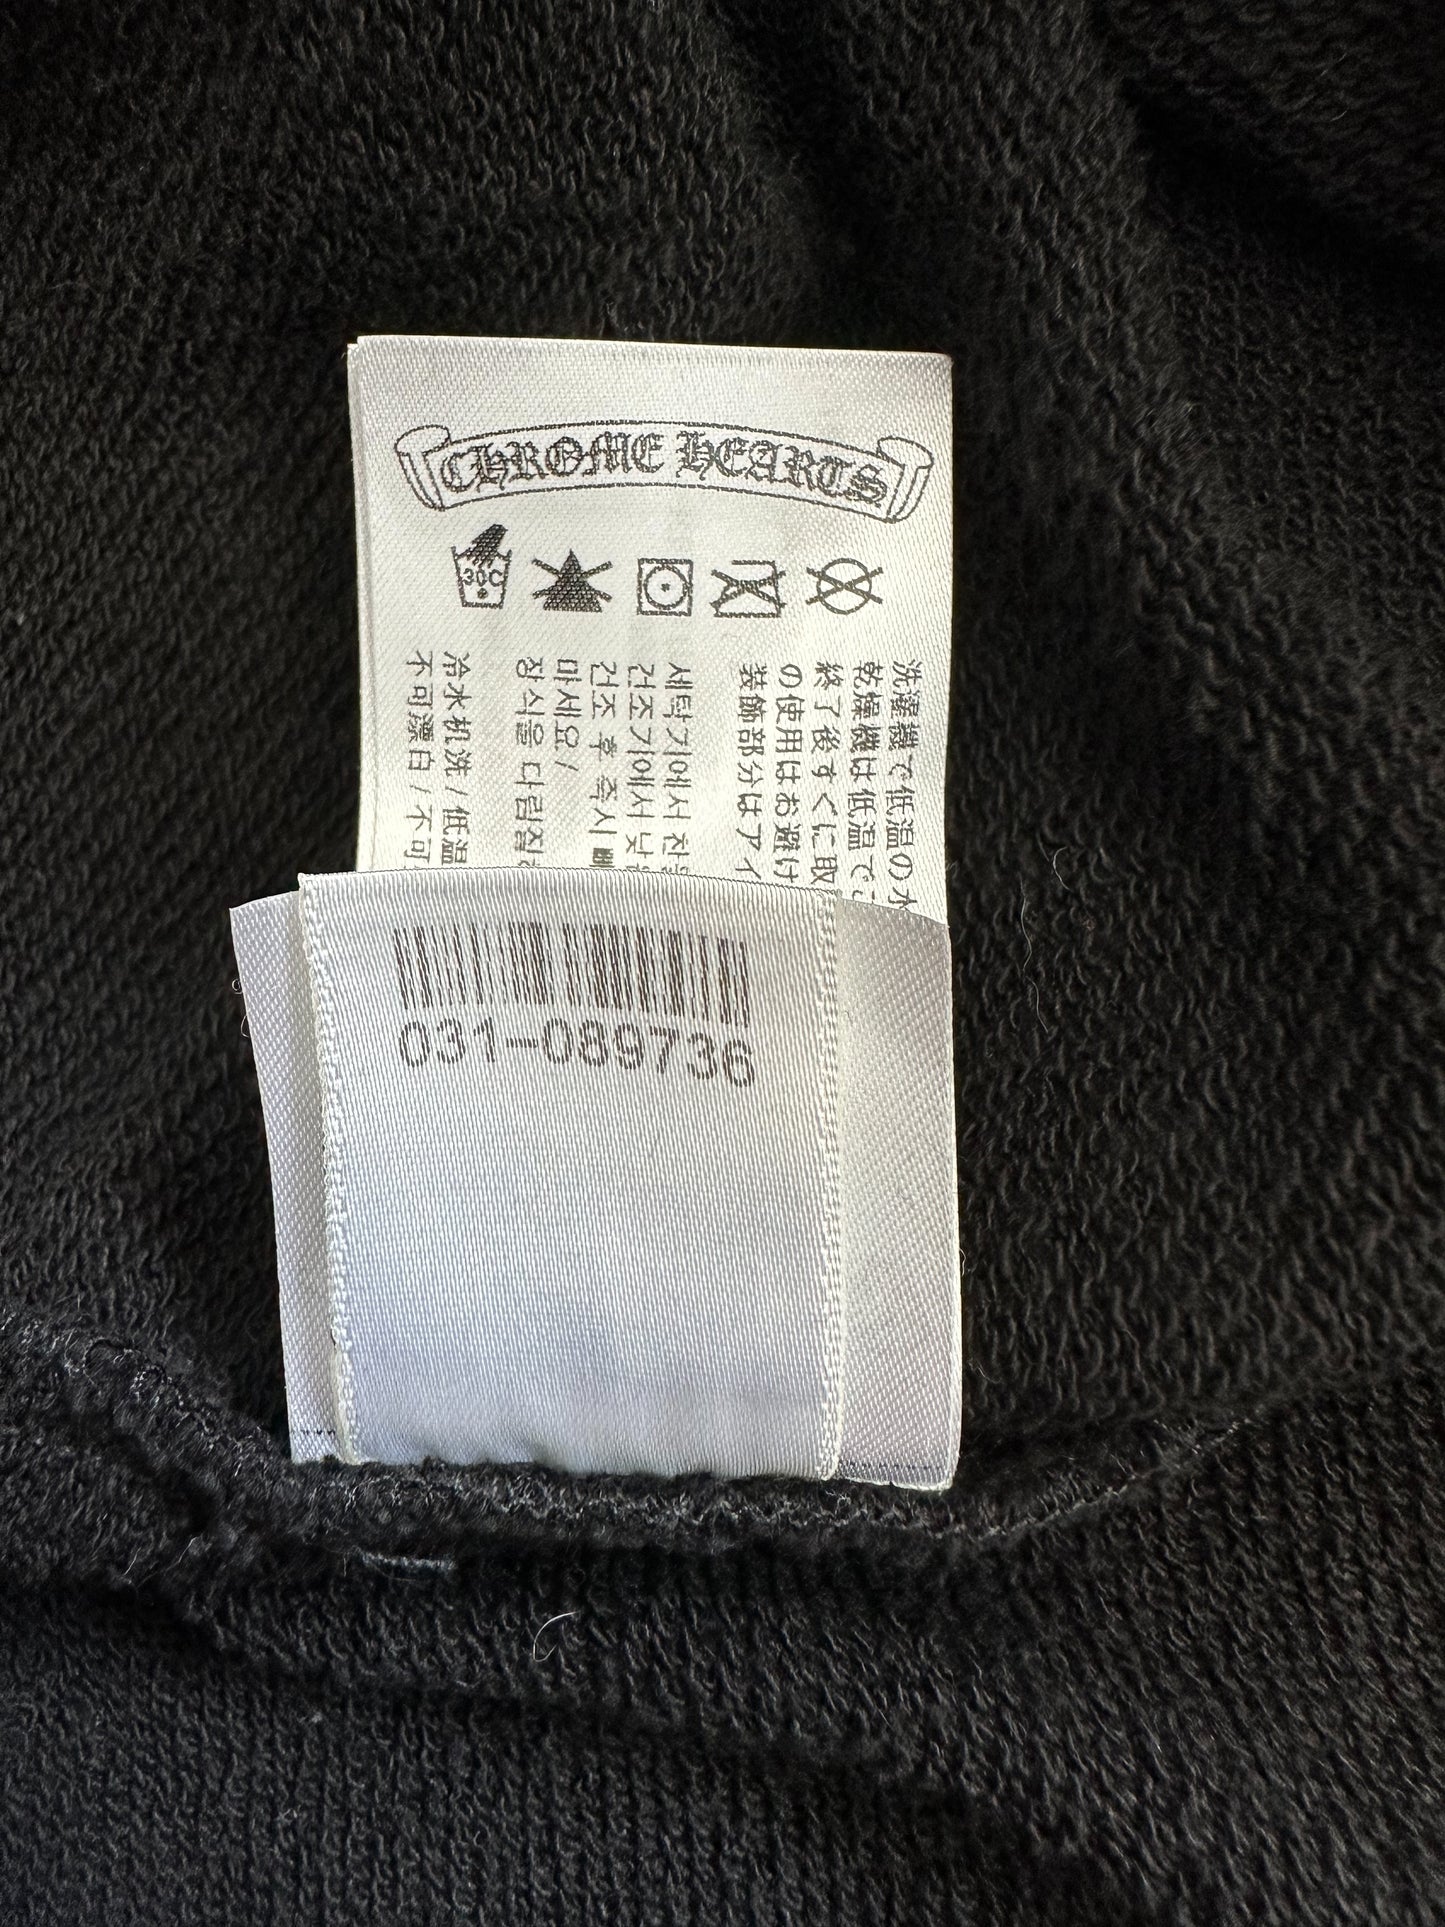 CHROME HEARTS
30C
洗濯機で低温の水
乾燥機は低温でご
終了後すぐに取
の使用はお避け
装飾部分はアイ
세탁기에서 찬
건조기에서 낮은
건조 후 즉시
마세요 /
장식을 다림질
冷水机洗 / 低温
不可漂白 / 不可
031-089736